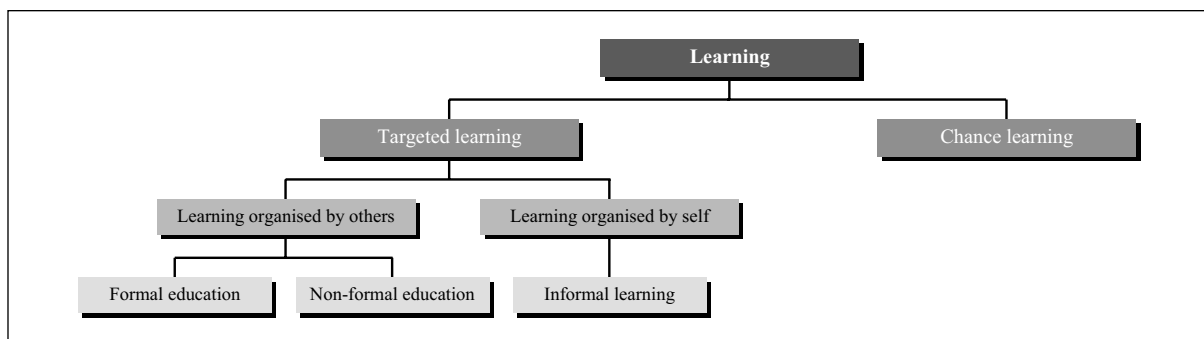 Learning
Targeted learning
Chance learning
Learning organised by others
Learning organised by self
Formal education
Non-formal education
Informal learning